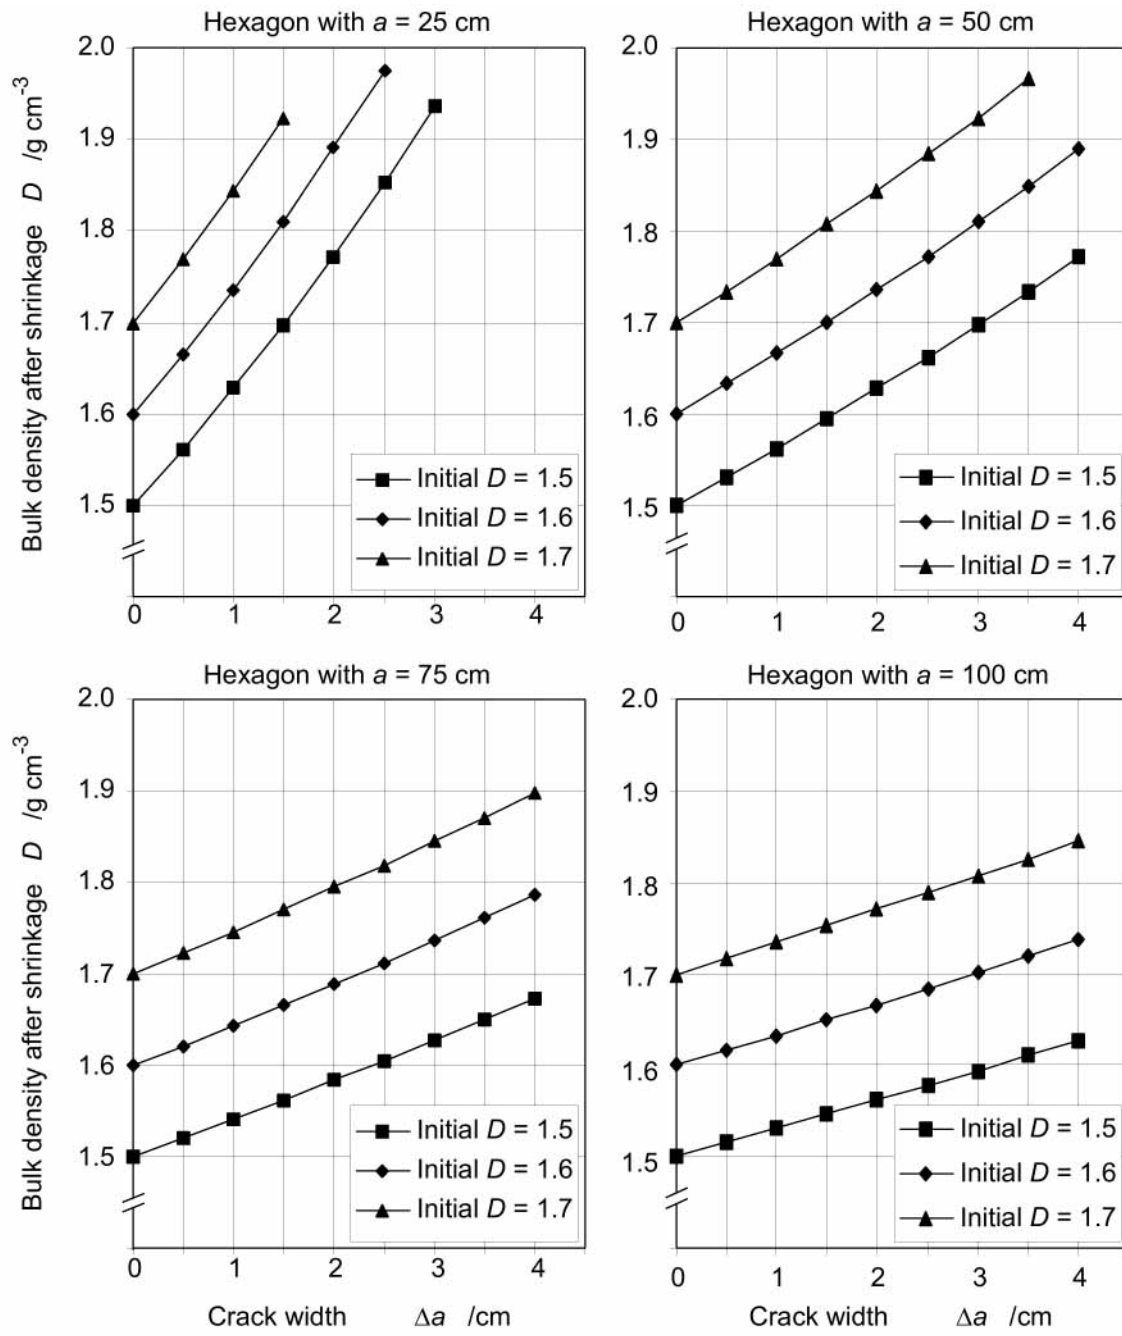 Hexagon with a = 25 cm
Bulk density after shrinkage D /g cm-3
2.0
1.9
1.8
1.7
1.6
1.5
Initial D = 1.5
Initial D = 1.6
Initial D = 1.7
0 1 2 3 4
Hexagon with a = 50 cm
2.0
1.9
1.8
1.7
1.6
1.5
Initial D = 1.5
Initial D = 1.6
Initial D = 1.7
0 1 2 3 4
Hexagon with a = 75 cm
Bulk density after shrinkage D /g cm-3
2.0
1.9
1.8
1.7
1.6
1.5
Initial D = 1.5
Initial D = 1.6
Initial D = 1.7
0 1 2 3 4
Crack width Δa /cm
Hexagon with a = 100 cm
2.0
1.9
1.8
1.7
1.6
1.5
Initial D = 1.5
Initial D = 1.6
Initial D = 1.7
0 1 2 3 4
Crack width Δa /cm